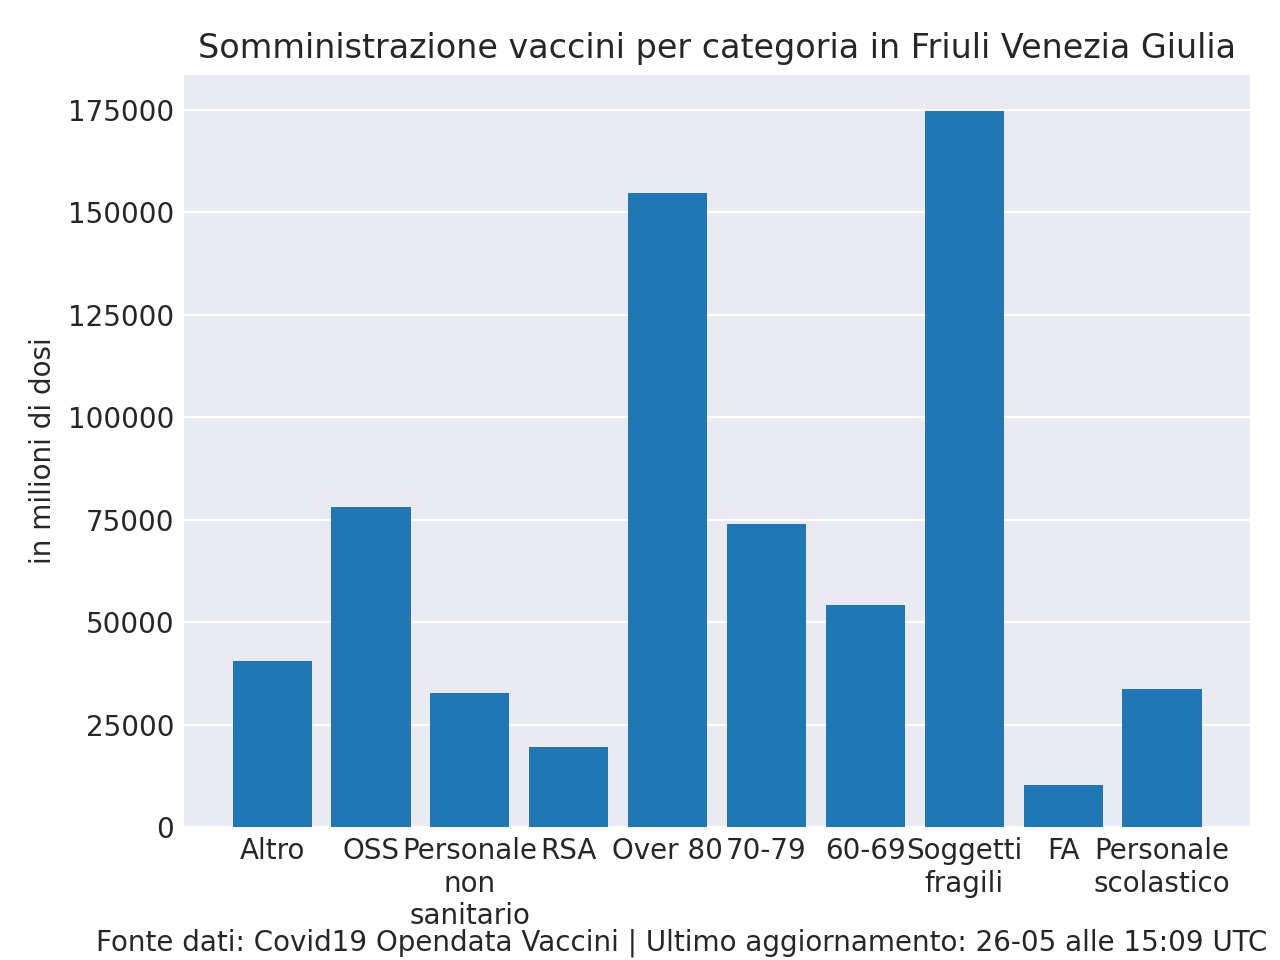 Somministrazione vaccini per categoria in Friuli Venezia Giulia
175000
150000
125000
100000
75000
50000
25000
0
in milioni di dosi
Altro
OSS
Personale
non
sanitario
RSA
Over 80
70-79
60-69
Soggetti
fragili
FA
Personale
scolastico
Fonte dati: Covid19 Opendata Vaccini | Ultimo aggiornamento: 26-05 alle 15:09 UTC